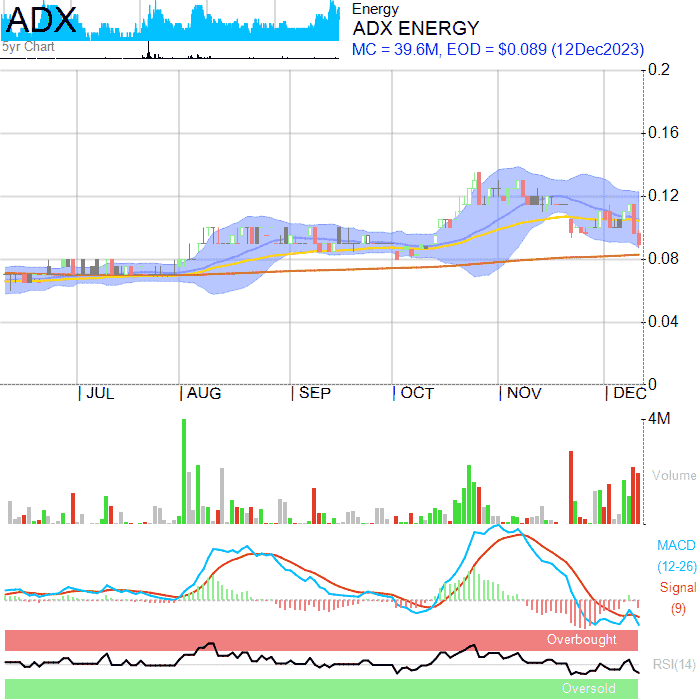 ADX
5yr Chart
Energy
ADX ENERGY
MC = 39.6M, EOD = $0.089 (12Dec2023)
0.2
0.16
0.12
0.08
0.04
0
JUL AUG SEP OCT NOV DEC
4M
Volume
MACD
(12-26)
Signal
(9)
Overbought
RSI(14)
Oversold